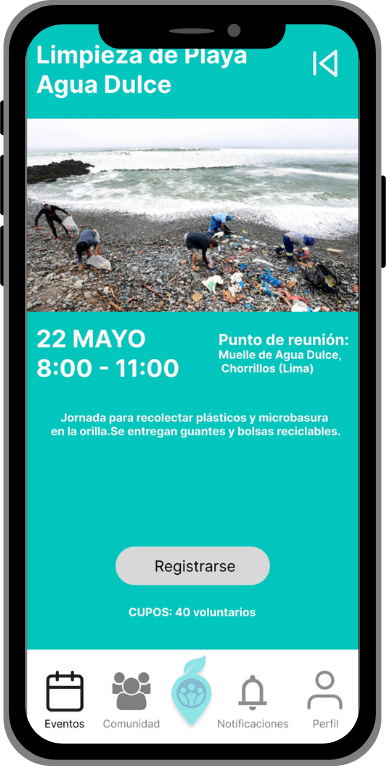 Limpieza de Playa
Agua Dulce
22 MAYO
8:00 - 11:00
Punto de reunión:
Muelle de Agua Dulce,
Chorrillos (Lima)
Jornada para recolectar plásticos y microbasura
en la orilla.Se entregan guantes y bolsas reciclables.
Registrarse
CUPOS: 40 voluntarios
Eventos
Comunidad
Notificaciones
Perfil